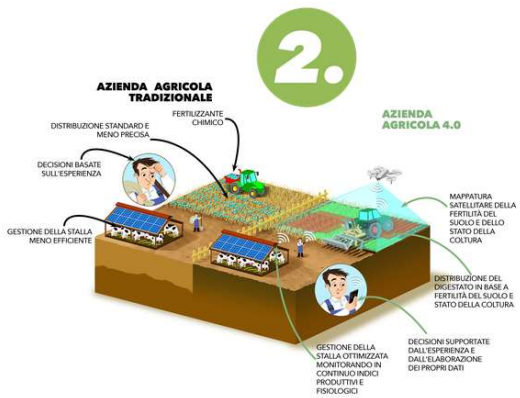 2.
AZIENDA AGRICOLA
TRADIZIONALE
FERTILIZZANTE
CHIMICO
DISTRIBUZIONE STANDARD E
MENO PRECISA
DECISIONI BASATE
SULL'ESPERIENZA
GESTIONE DELLA STALLA
MENO EFFICIENTE
AZIENDA
AGRICOLA 4.0
MAPPATURA
SATELLITARE DELLA
FERTILITÀ DEL
SUOLO E DELLO
STATO DELLA
COLTURA
DISTRIBUZIONE DEL
DIGESTATO IN BASE A
FERTILITÀ DEL SUOLO E
STATO DELLA COLTURA
DECISIONI SUPPORTATE
DALL'ESPERIENZA E
DALL'ELABORAZIONE
DEI PROPRI DATI
GESTIONE DELLA
STALLA OTTIMIZZATA
MONITORANDO IN
CONTINUO INDICI
PRODUTTIVI E
FISIOLOGICI